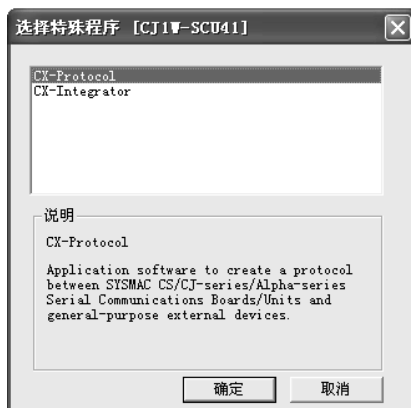 选择特殊程序 [CJ1W-SCU41]
CX-Protocol
CX-Integrator
说明
CX-Protocol
Application software to create a protocol
between SYSMAC CS/CJ-series/Alpha-series
Serial Communications Boards/Units and
general-purpose external devices.
确定 取消